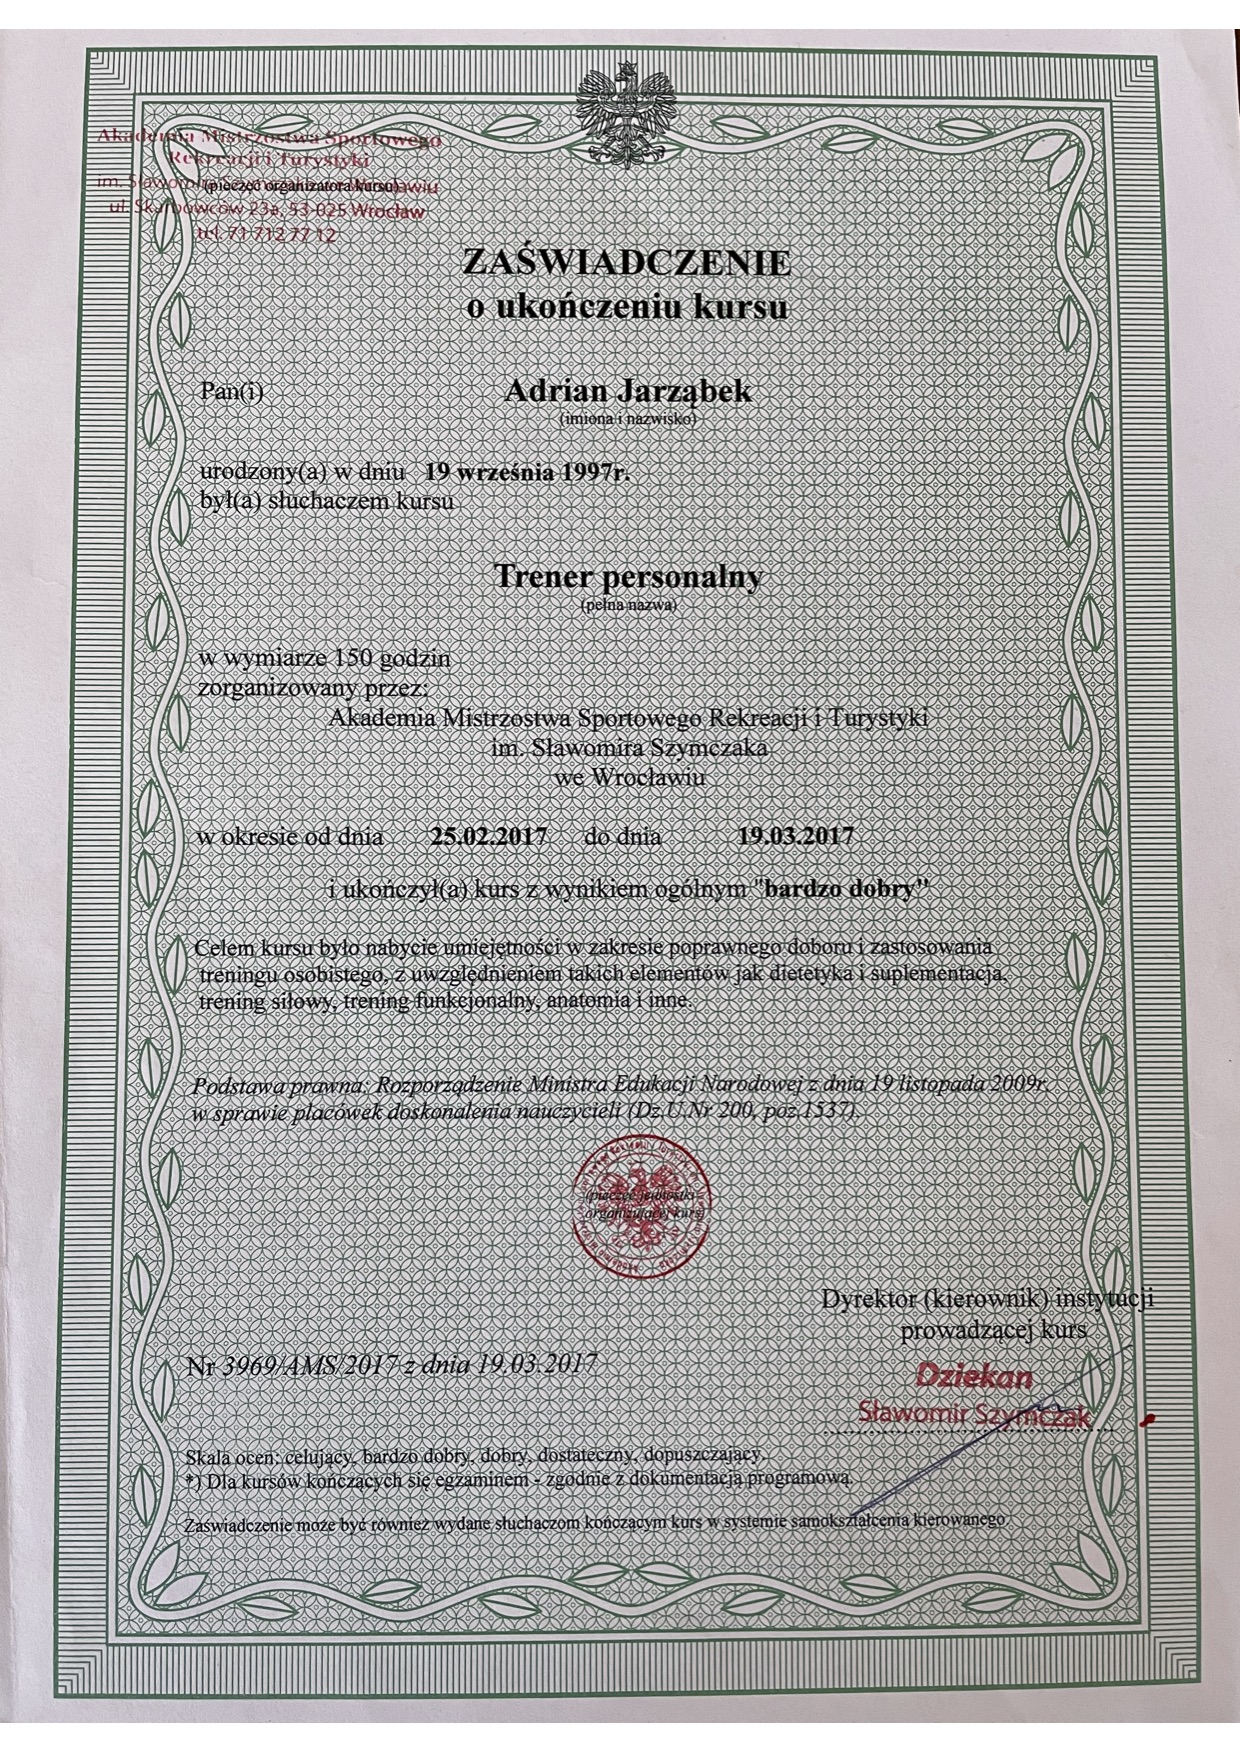 Akademia Mistrzostwa Sportowego
Rekreacji i Turystyki
im. Sławomira Szymczaka we Wrocławiu
(pieczęć organizatora kursu)
ul. Skarbowców 23a, 53-025 Wrocław
tel. 71 712 77 12
ZAŚWIADCZENIE
o ukończeniu kursu
Pan(i) Adrian Jarząbek
(imiona i nazwisko)
urodzony(a) w dniu 19 września 1997r.
był(a) słuchaczem kursu
Trener personalny
(pełna nazwa)
w wymiarze 150 godzin
zorganizowany przez:
Akademia Mistrzostwa Sportowego Rekreacji i Turystyki
im. Sławomira Szymczaka
we Wrocławiu
w okresie od dnia 25.02.2017 do dnia 19.03.2017
i ukończył(a) kurs z wynikiem ogólnym "bardzo dobry"
Celem kursu było nabycie umiejętności w zakresie poprawnego doboru i zastosowania
treningu osobistego, z uwzględnieniem takich elementów jak dietetyka i suplementacja,
trening siłowy, trening funkcjonalny, anatomia i inne.
Podstawa prawna: Rozporządzenie Ministra Edukacji Narodowej z dnia 19 listopada 2009r.
w sprawie placówek doskonalenia nauczycieli (Dz.U.Nr 200, poz.1537).
(pieczęć jednostki
organizującej kurs)
Dyrektor (kierownik) instytucji
prowadzącej kurs
Nr 3969/AMS/2017 z dnia 19.03.2017
Dziekan
Sławomir Szymczak
Skala ocen: celujący, bardzo dobry, dobry, dostateczny, dopuszczający.
*) Dla kursów kończących się egzaminem - zgodnie z dokumentacją programową.
Zaświadczenie może być również wydane słuchaczom kończącym kurs w systemie samokształcenia kierowanego.